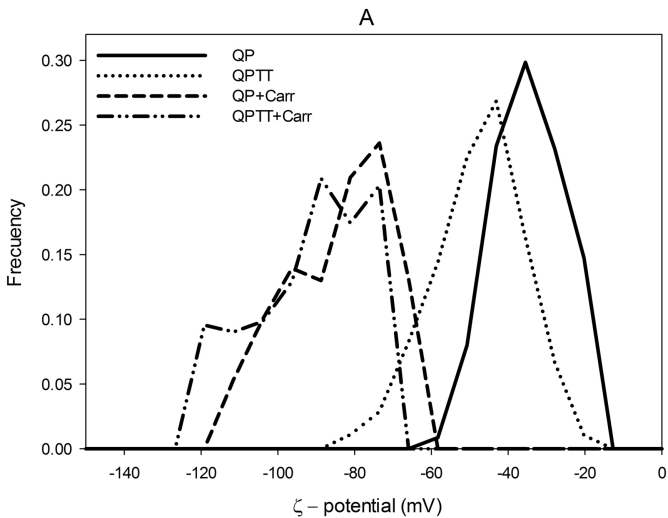 A
0.30
0.25
0.20
0.15
0.10
0.05
0.00
Frecuency
QP
QPTT
QP+Carr
QPTT+Carr
-140 -120 -100 -80 -60 -40 -20 0
ζ – potential (mV)